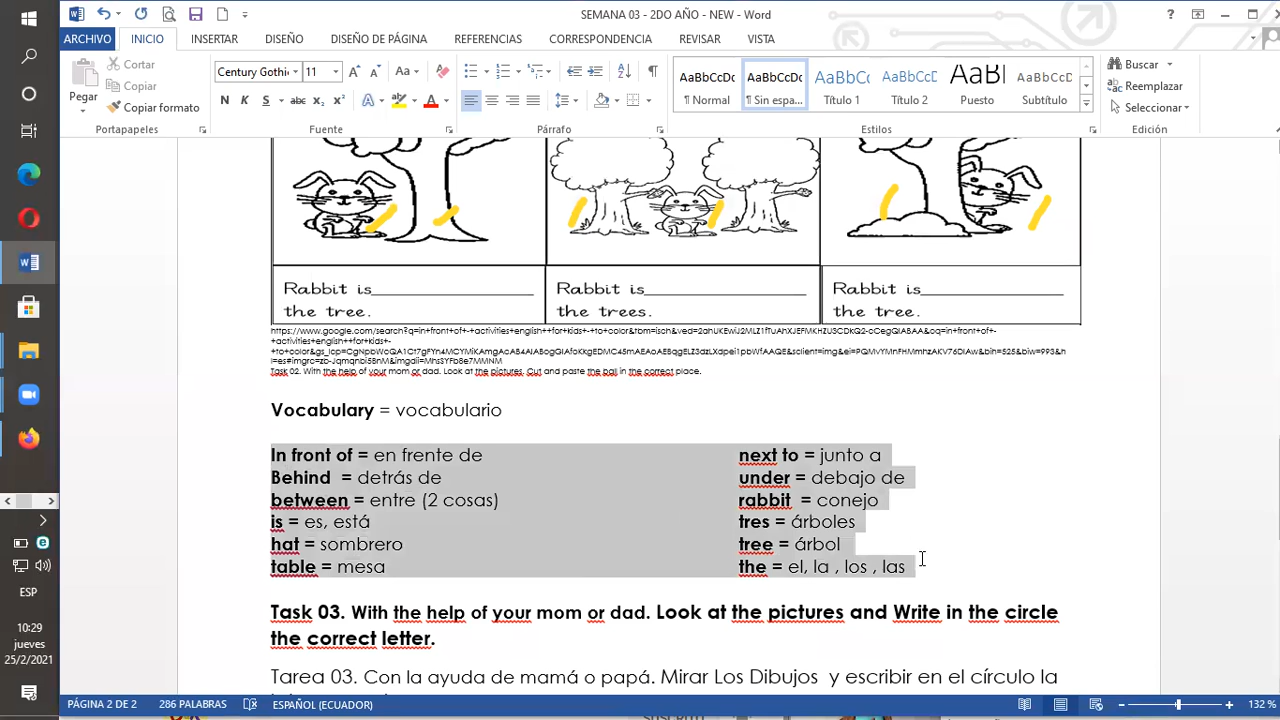 SEMANA 03 - 2DO AÑO - NEW - Word
ARCHIVO INICIO INSERTAR DISEÑO DISEÑO DE PÁGINA REFERENCIAS CORRESPONDENCIA REVISAR VISTA
Pegar
Cortar
Copiar
Copiar formato
Portapapeles
Century Gothi 11
N K S abc x₂ x²
Fuente
Párrafo
AaBbCcDc AaBbCcDc AaBbCcD AaBbCcD AaBl AaBbCcD
¶ Normal ¶ Sin espa... Título 1 Título 2 Puesto Subtítulo
Estilos
Buscar
Reemplazar
Seleccionar
Edición
Rabbit is
the tree.
Rabbit is
the trees.
Rabbit is
the tree.
Task 02. With the help of your mom or dad. Look at the pictures. Cut and paste the ball in the correct place.
Vocabulary = vocabulario
In front of = en frente de next to = junto a
Behind = detrás de under = debajo de
between = entre (2 cosas) rabbit = conejo
is = es, está tres = árboles
hat = sombrero tree = árbol
table = mesa the = el, la , los , las
Task 03. With the help of your mom or dad. Look at the pictures and Write in the circle
the correct letter.
Tarea 03. Con la ayuda de mamá o papá. Mirar Los Dibujos y escribir en el círculo la
ESP
10:29
jueves
25/2/2021
PÁGINA 2 DE 2 286 PALABRAS ESPAÑOL (ECUADOR) 132 %